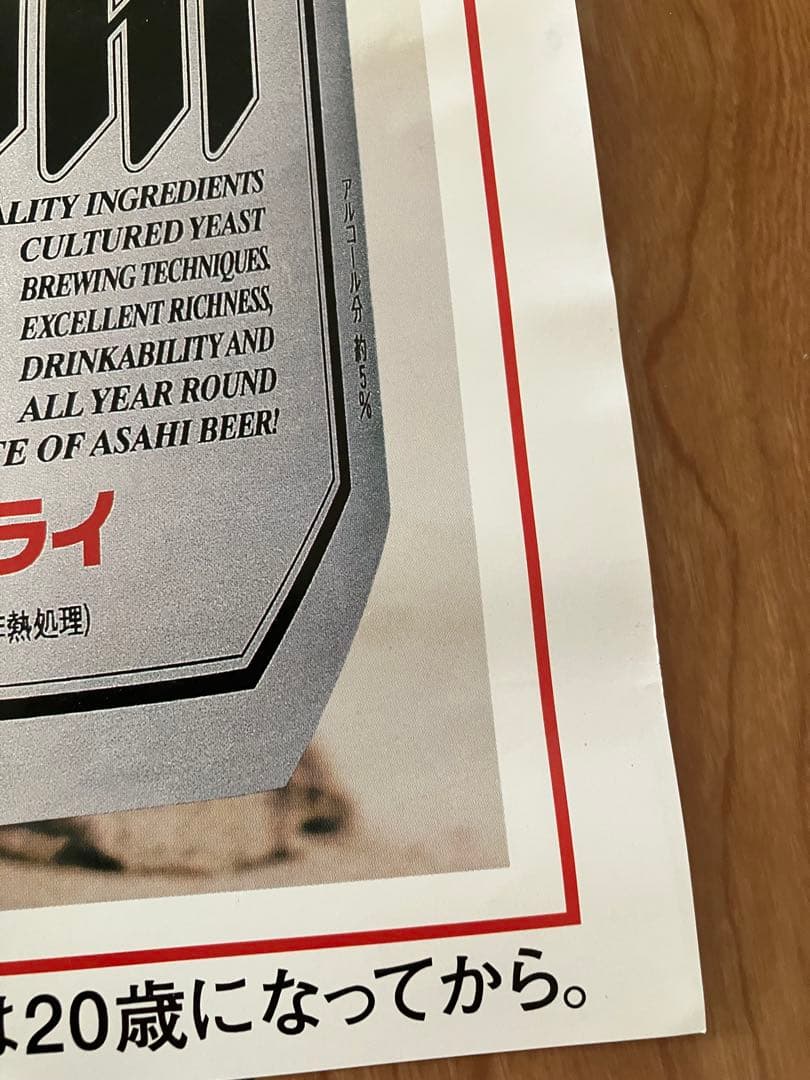 AHI
ALITY INGREDIENTS
CULTURED YEAST
BREWING TECHNIQUES.
EXCELLENT RICHNESS,
DRINKABILITY AND
ALL YEAR ROUND
TE OF ASAHI BEER!
アルコール分 約5%
ライ
熱処理)
は20歳になってから。